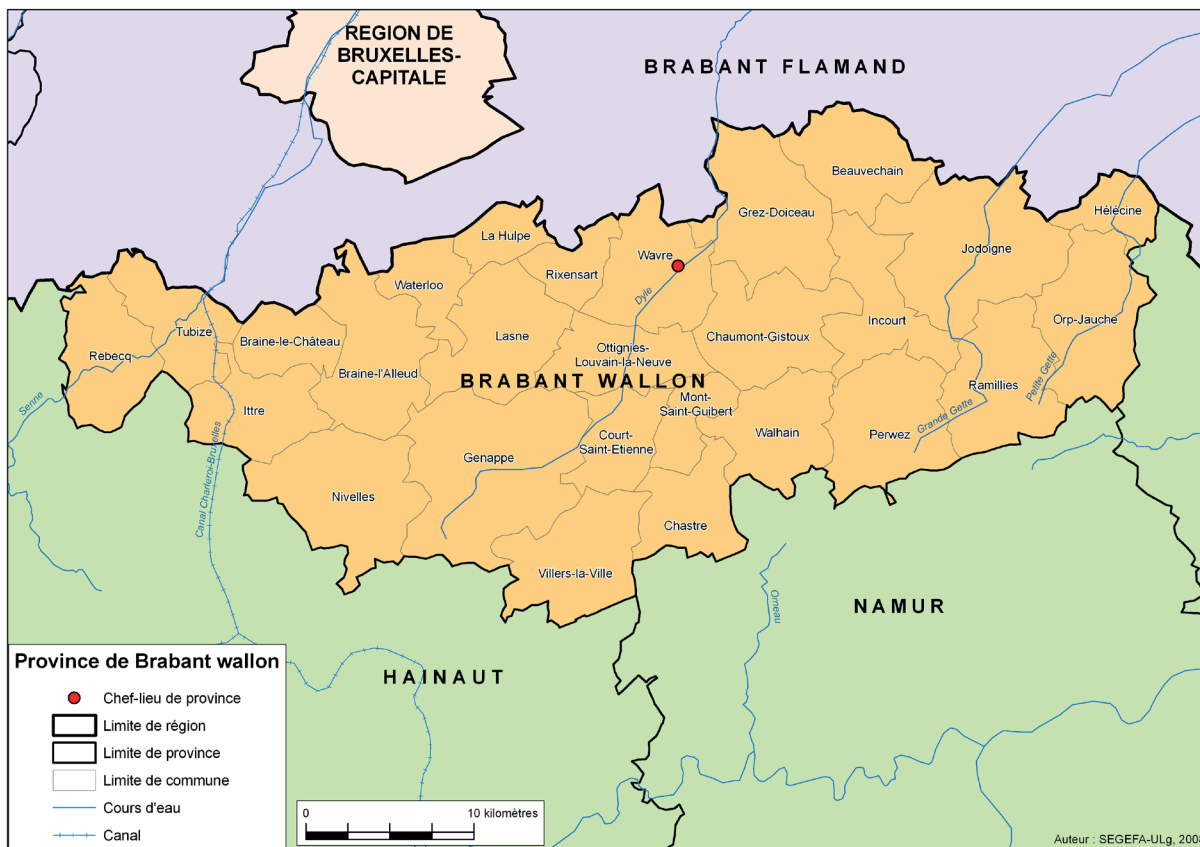 REGION DE
BRUXELLES-
CAPITALE
BRABANT FLAMAND
Beauvechain
Hélécine
Grez-Doiceau
La Hulpe
Jodoigne
Wavre
Rixensart
Waterloo
Dyle
Tubize
Braine-le-Château
Lasne
Chaumont-Gistoux
Incourt
Orp-Jauche
Rebecq
Ottignies-
Louvain-la-Neuve
Braine-l'Alleud
BRABANT WALLON
Ramillies
Petite Gette
Senne
Ittre
Mont-
Saint-Guibert
Grande Gette
Walhain
Perwez
Court-
Saint-Etienne
Genappe
Canal Charleroi-Bruxelles
Nivelles
Chastre
Villers-la-Ville
Orneau
NAMUR
HAINAUT
Province de Brabant wallon
Chef-lieu de province
Limite de région
Limite de province
Limite de commune
Cours d'eau
Canal
0 10 kilomètres
Auteur : SEGEFA-ULg, 2008